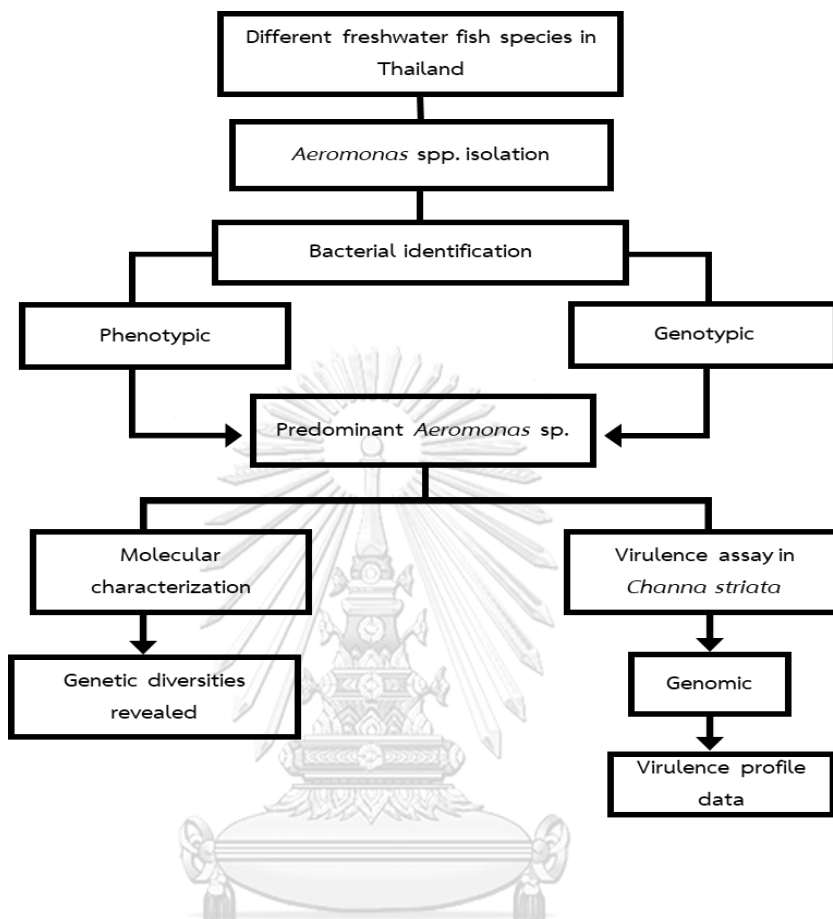 Different freshwater fish species in
Thailand
Aeromonas spp. isolation
Bacterial identification
Phenotypic
Genotypic
Predominant Aeromonas sp.
Molecular
characterization
Virulence assay in
Channa striata
Genetic diversities
revealed
Genomic
Virulence profile
data